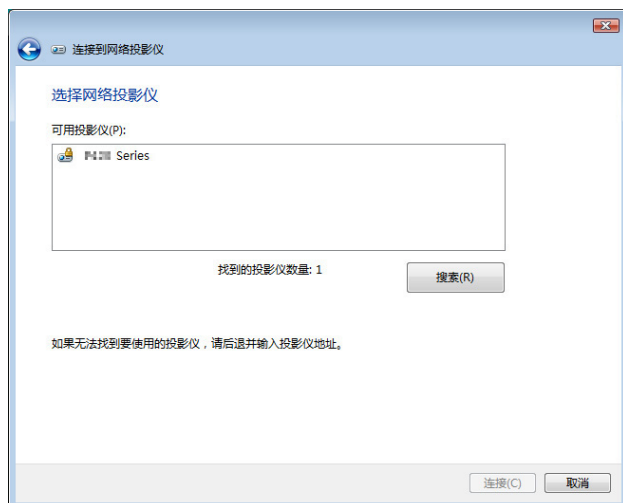 连接到网络投影仪
选择网络投影仪
可用投影仪(P):
Series
找到的投影仪数量: 1
搜素(R)
如果无法找到要使用的投影仪，请后退并输入投影仪地址。
连接(C)
取消